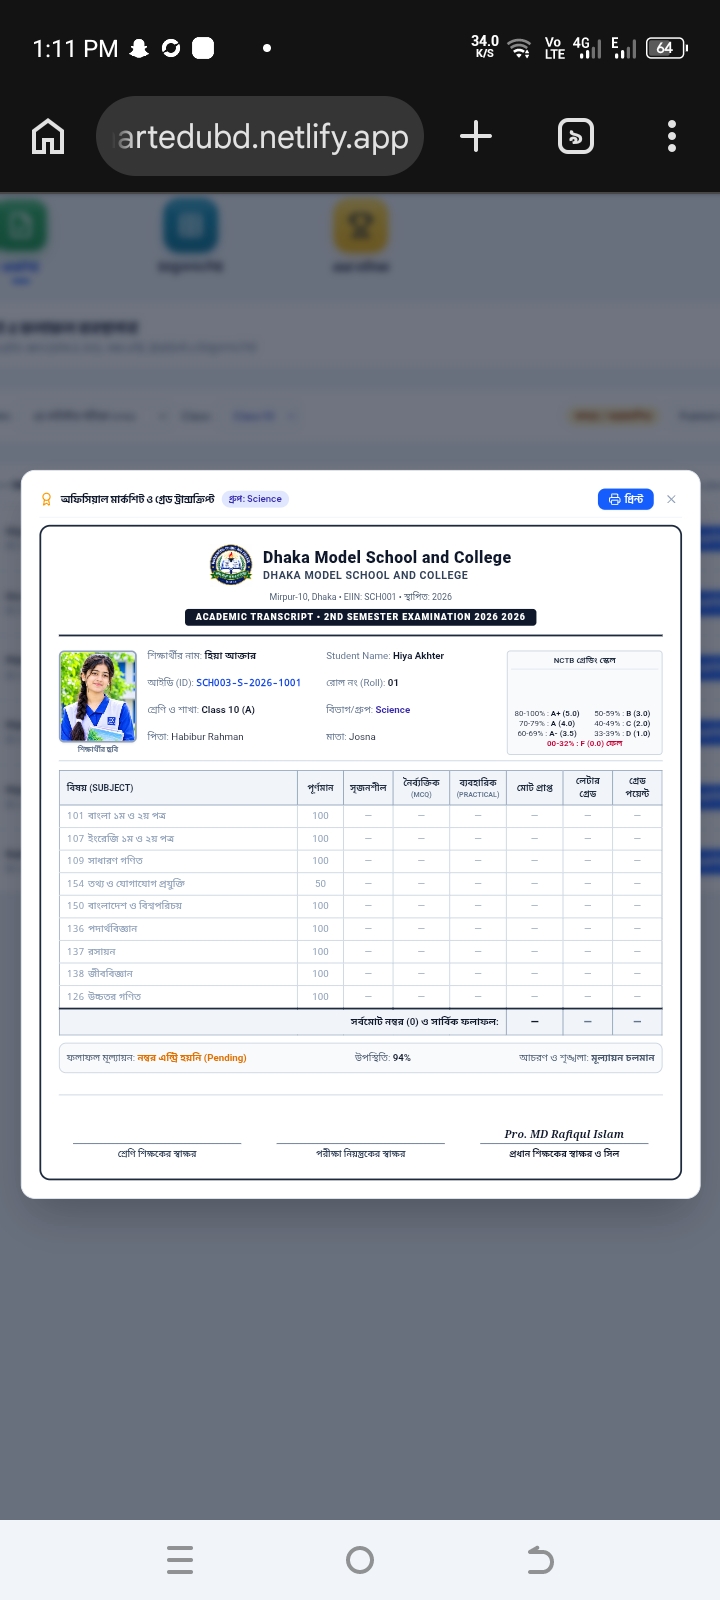 1:11 PM
34.0 K/S
Vo LTE
4G
E
64
artedubd.netlify.app
৯
অফিসিয়াল মার্কশিট ও গ্রেড ট্রান্সক্রিপ্ট
গ্রুপ: Science
প্রিন্ট
Dhaka Model School and College
DHAKA MODEL SCHOOL AND COLLEGE
Mirpur-10, Dhaka • EIIN: SCH001 • স্থাপিত: 2026
ACADEMIC TRANSCRIPT • 2ND SEMESTER EXAMINATION 2026 2026
শিক্ষার্থীর ছবি
শিক্ষার্থীর নাম: হিয়া আক্তার
Student Name: Hiya Akhter
আইডি (ID): SCH003-S-2026-1001
রোল নং (Roll): 01
শ্রেণি ও শাখা: Class 10 (A)
বিভাগ/গ্রুপ: Science
পিতা: Habibur Rahman
মাতা: Josna
NCTB গ্রেডিং স্কেল
80-100% : A+ (5.0) 50-59% : B (3.0)
70-79% : A (4.0) 40-49% : C (2.0)
60-69% : A- (3.5) 33-39% : D (1.0)
00-32% : F (0.0) ফেল
বিষয় (SUBJECT) পূর্ণমান সৃজনশীল নৈর্ব্যক্তিক (MCQ) ব্যবহারিক (PRACTICAL) মোট প্রাপ্ত লেটার গ্রেড গ্রেড পয়েন্ট
101 বাংলা ১ম ও ২য় পত্র 100 — — — — — —
107 ইংরেজি ১ম ও ২য় পত্র 100 — — — — — —
109 সাধারণ গণিত 100 — — — — — —
154 তথ্য ও যোগাযোগ প্রযুক্তি 50 — — — — — —
150 বাংলাদেশ ও বিশ্বপরিচয় 100 — — — — — —
136 পদার্থবিজ্ঞান 100 — — — — — —
137 রসায়ন 100 — — — — — —
138 জীববিজ্ঞান 100 — — — — — —
126 উচ্চতর গণিত 100 — — — — — —
সর্বমোট নম্বর (0) ও সার্বিক ফলাফল: — — —
ফলাফল মূল্যায়ন: নম্বর এন্ট্রি হয়নি (Pending)
উপস্থিতি: 94%
আচরণ ও শৃঙ্খলা: মূল্যায়ন চলমান
শ্রেণি শিক্ষকের স্বাক্ষর
পরীক্ষা নিয়ন্ত্রকের স্বাক্ষর
Pro. MD Rafiqul Islam
প্রধান শিক্ষকের স্বাক্ষর ও সিল